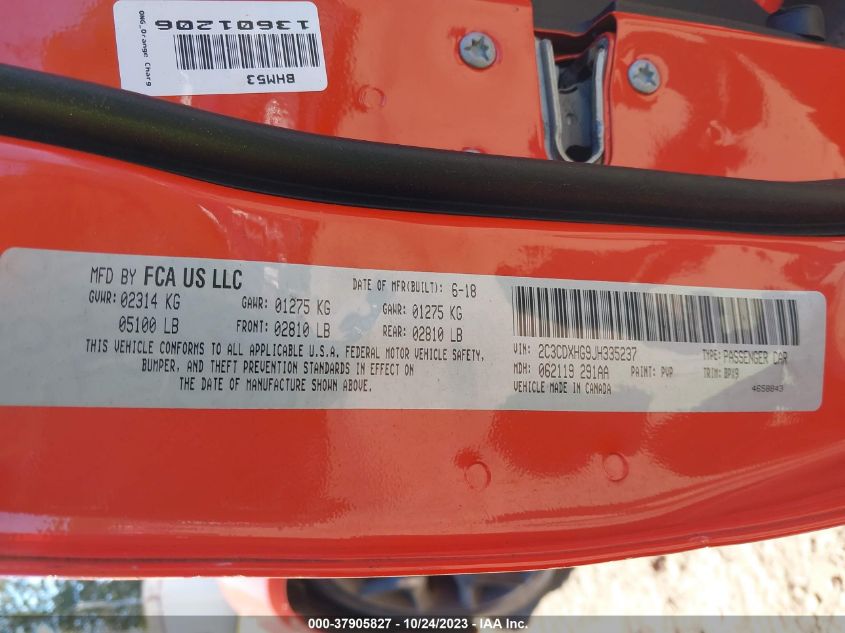 OMG_Orange_Charg
13601206
BHM53
MFD BY FCA US LLC
DATE OF MFR(BUILT): 6-18
GVWR: 02314 KG
GAWR: 01275 KG
GAWR: 01275 KG
05100 LB
FRONT: 02810 LB
REAR: 02810 LB
THIS VEHICLE CONFORMS TO ALL APPLICABLE U.S.A. FEDERAL MOTOR VEHICLE SAFETY,
BUMPER, AND THEFT PREVENTION STANDARDS IN EFFECT ON
THE DATE OF MANUFACTURE SHOWN ABOVE.
VIN: 2C3CDXHG9JH335237
TYPE: PASSENGER CAR
MDH: 062119 291AA
PAINT: PVP
TRIM: BPX9
VEHICLE MADE IN CANADA
4658843
000-37905827 - 10/24/2023 - IAA Inc.